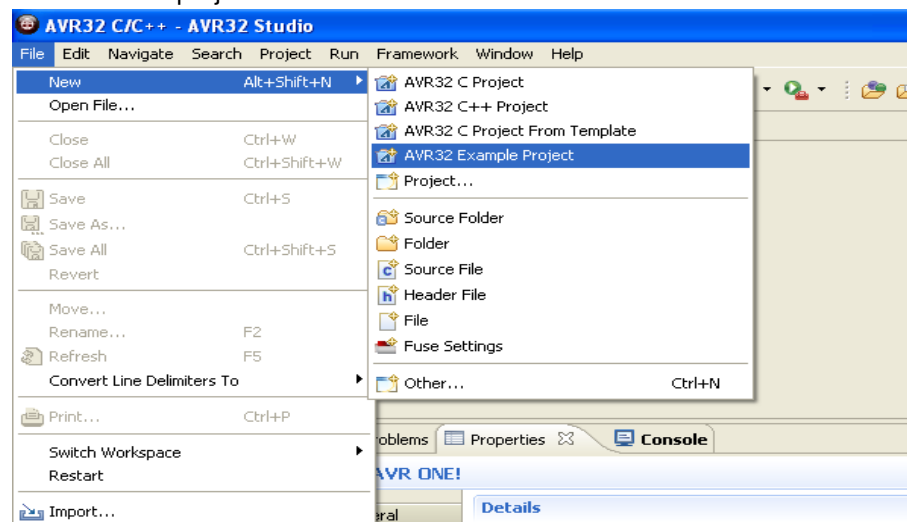 AVR32 C/C++ - AVR32 Studio
File Edit Navigate Search Project Run Framework Window Help
New Alt+Shift+N
Open File...
Close Ctrl+W
Close All Ctrl+Shift+W
Save Ctrl+S
Save As...
Save All Ctrl+Shift+S
Revert
Move...
Rename... F2
Refresh F5
Convert Line Delimiters To
Print... Ctrl+P
Switch Workspace
Restart
Import...
AVR32 C Project
AVR32 C++ Project
AVR32 C Project From Template
AVR32 Example Project
Project...
Source Folder
Folder
Source File
Header File
File
Fuse Settings
Other... Ctrl+N
oblems Properties Console
AVR ONE!
eral Details